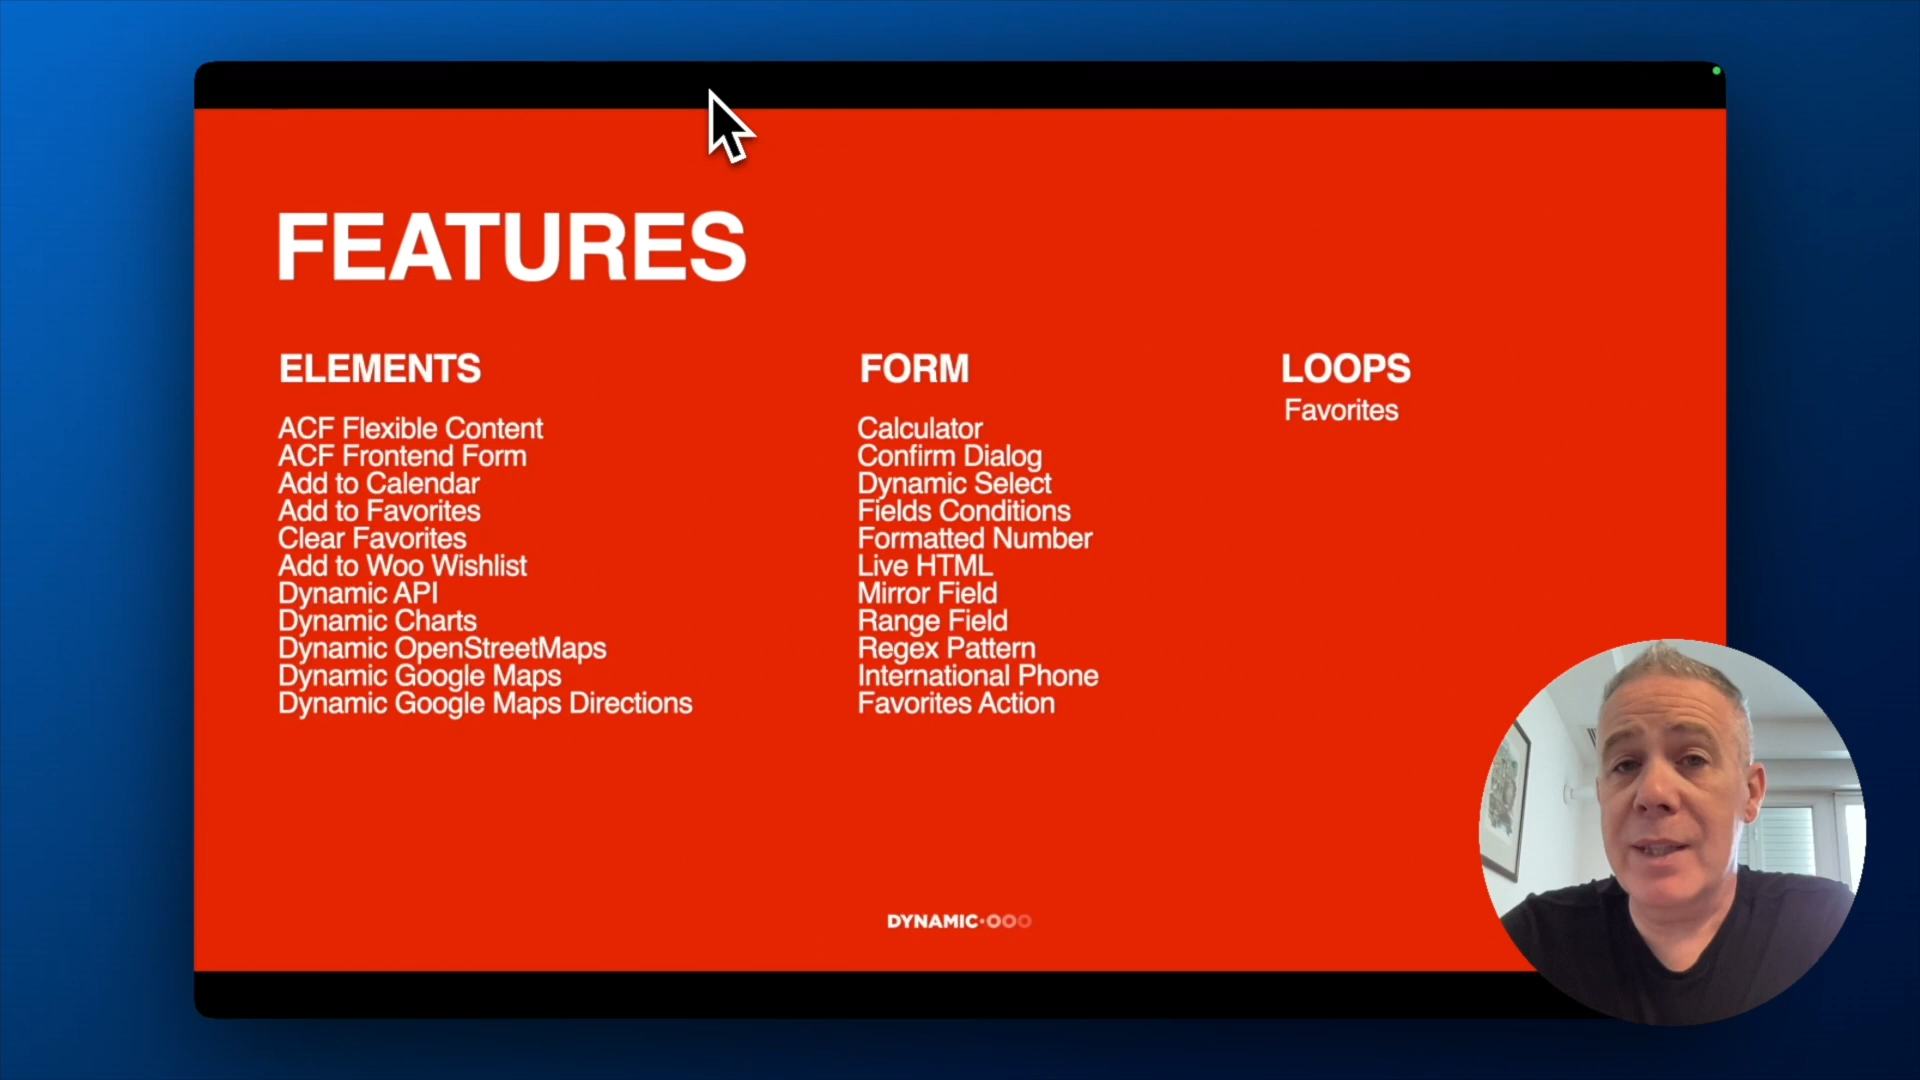 FEATURES
ELEMENTS
ACF Flexible Content
ACF Frontend Form
Add to Calendar
Add to Favorites
Clear Favorites
Add to Woo Wishlist
Dynamic API
Dynamic Charts
Dynamic OpenStreetMaps
Dynamic Google Maps
Dynamic Google Maps Directions
FORM
Calculator
Confirm Dialog
Dynamic Select
Fields Conditions
Formatted Number
Live HTML
Mirror Field
Range Field
Regex Pattern
International Phone
Favorites Action
LOOPS
Favorites
DYNAMIC•OOO